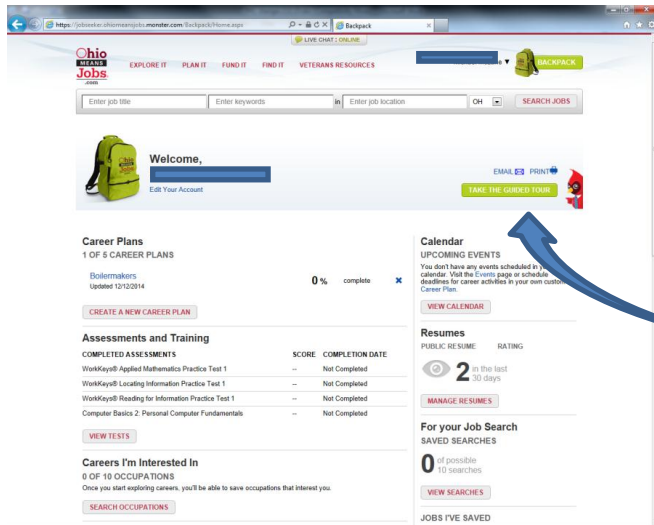 https://jobseeker.ohiomeansjobs.monster.com/Backpack/Home.aspx
Backpack
LIVE CHAT: ONLINE
Ohio
MEANS
Jobs
.com
EXPLORE IT PLAN IT FUND IT FIND IT VETERANS RESOURCES
BACKPACK
Enter job title Enter keywords in Enter job location OH SEARCH JOBS
Welcome,
Edit Your Account
EMAIL PRINT
TAKE THE GUIDED TOUR
Career Plans
1 OF 5 CAREER PLANS
Boilermakers 0 % complete
Updated 12/12/2014
CREATE A NEW CAREER PLAN
Assessments and Training
COMPLETED ASSESSMENTS SCORE COMPLETION DATE
WorkKeys® Applied Mathematics Practice Test 1 -- Not Completed
WorkKeys® Locating Information Practice Test 1 -- Not Completed
WorkKeys® Reading for Information Practice Test 1 -- Not Completed
Computer Basics 2: Personal Computer Fundamentals -- Not Completed
VIEW TESTS
Careers I'm Interested In
0 OF 10 OCCUPATIONS
Once you start exploring careers, you'll be able to save occupations that interest you.
SEARCH OCCUPATIONS
Calendar
UPCOMING EVENTS
You don't have any events scheduled in
calendar. Visit the Events page or schedule
deadlines for career activities in your own
Career Plan.
VIEW CALENDAR
Resumes
PUBLIC RESUME RATING
2 in the last
30 days
MANAGE RESUMES
For your Job Search
SAVED SEARCHES
0 of possible
10 searches
VIEW SEARCHES
JOBS I'VE SAVED